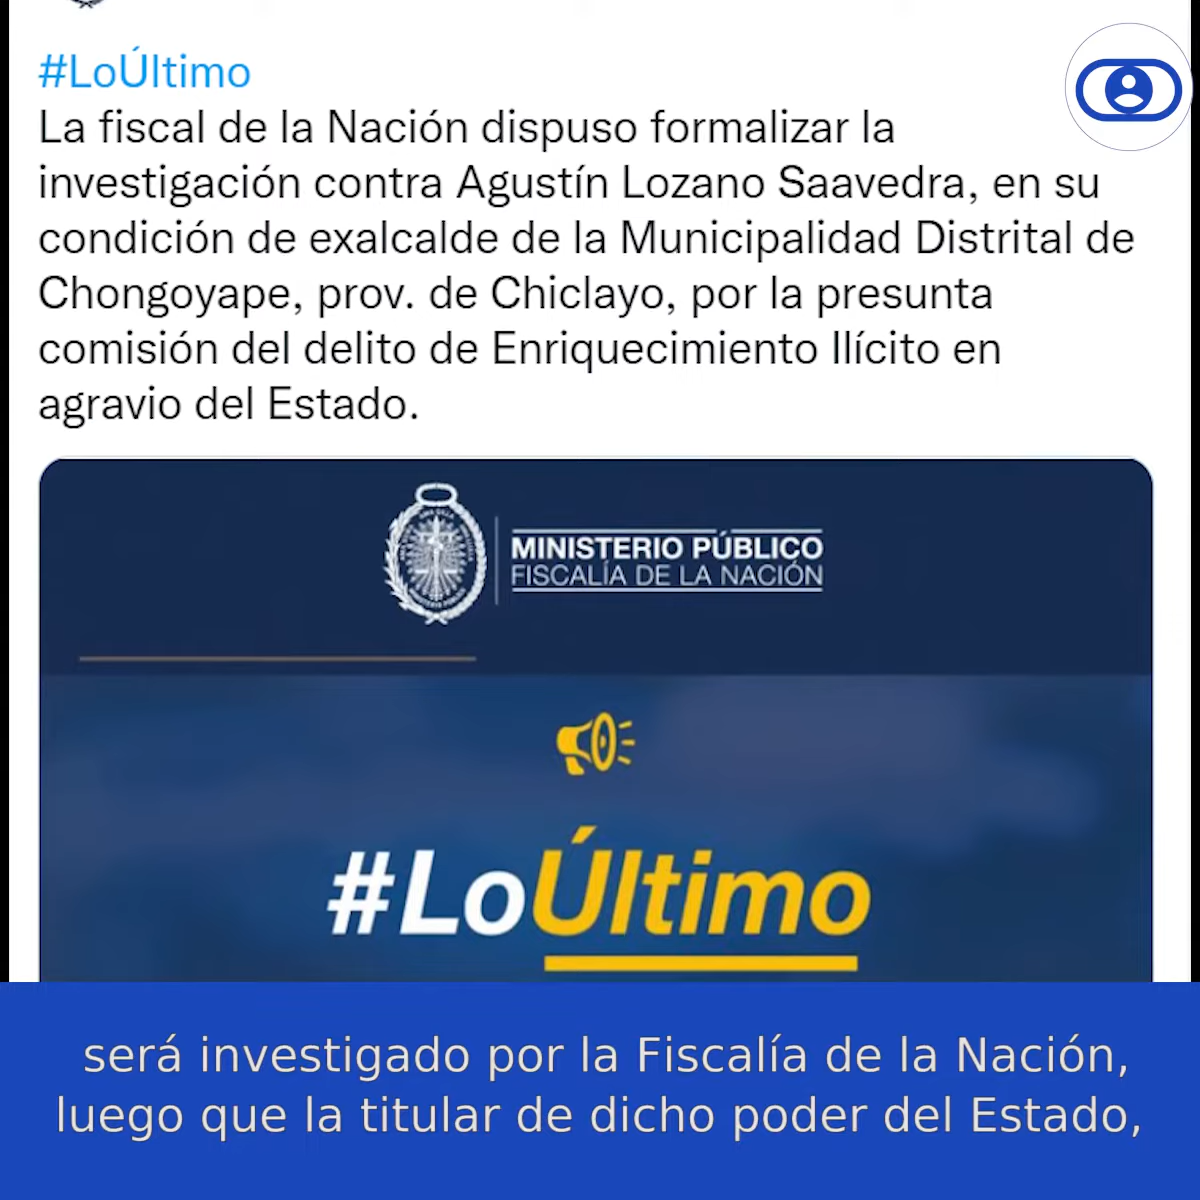 #LoÚltimo
La fiscal de la Nación dispuso formalizar la
investigación contra Agustín Lozano Saavedra, en su
condición de exalcalde de la Municipalidad Distrital de
Chongoyape, prov. de Chiclayo, por la presunta
comisión del delito de Enriquecimiento Ilícito en
agravio del Estado.
MINISTERIO PÚBLICO
FISCALÍA DE LA NACIÓN
#LoÚltimo
será investigado por la Fiscalía de la Nación,
luego que la titular de dicho poder del Estado,